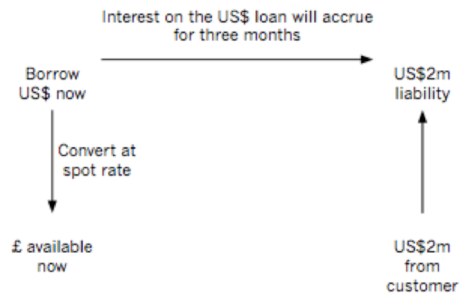 Interest on the US$ loan will accrue
for three months
Borrow
US$ now
US$2m
liability
Convert at
spot rate
£ available
now
US$2m
from
customer